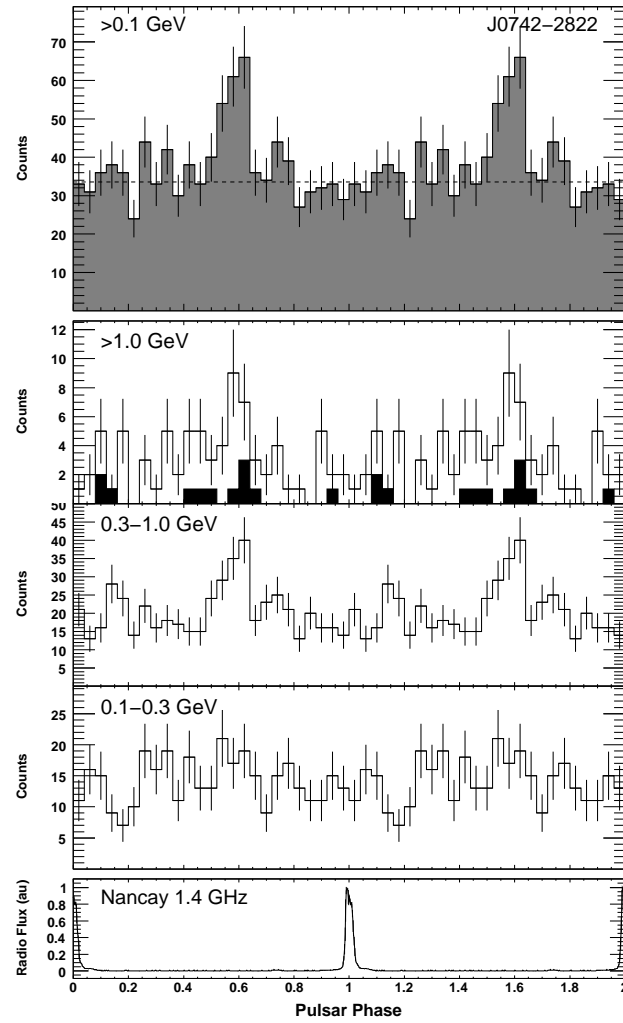 >0.1 GeV J0742−2822
70
60
50
40
30
20
10
Counts
>1.0 GeV
12
10
8
6
4
2
Counts
0.3−1.0 GeV
50
45
40
35
30
25
20
15
10
5
Counts
0.1−0.3 GeV
25
20
15
10
5
Counts
Nancay 1.4 GHz
1
0.8
0.6
0.4
0.2
0
Radio Flux (au)
0 0.2 0.4 0.6 0.8 1 1.2 1.4 1.6 1.8 2
Pulsar Phase